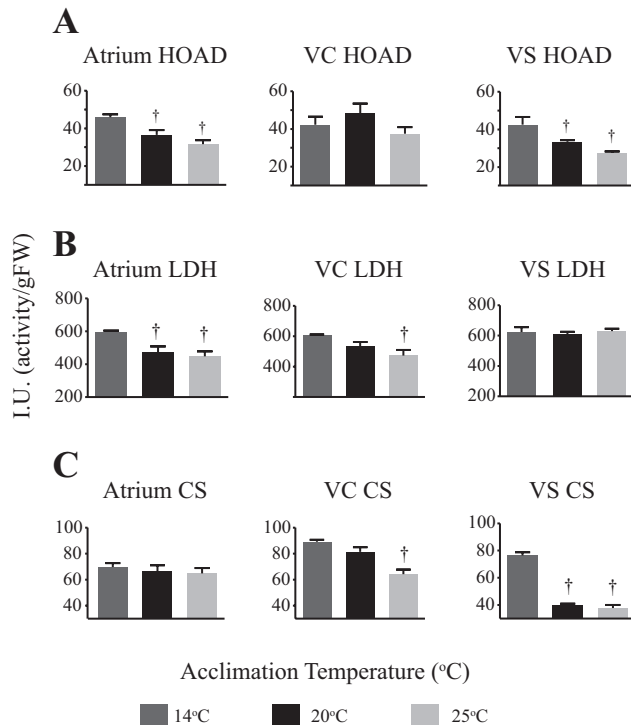 A
Atrium HOAD VC HOAD VS HOAD
60 60 60
40 40 40
20 20 20
† † † †
I.U. (activity/gFW)
B
Atrium LDH VC LDH VS LDH
800 800 800
600 600 600
400 400 400
200 200
† † †
C
Atrium CS VC CS VS CS
100 100 80
80 80 60
60 60 40
40 40
† † †
Acclimation Temperature (°C)
14°C 20°C 25°C